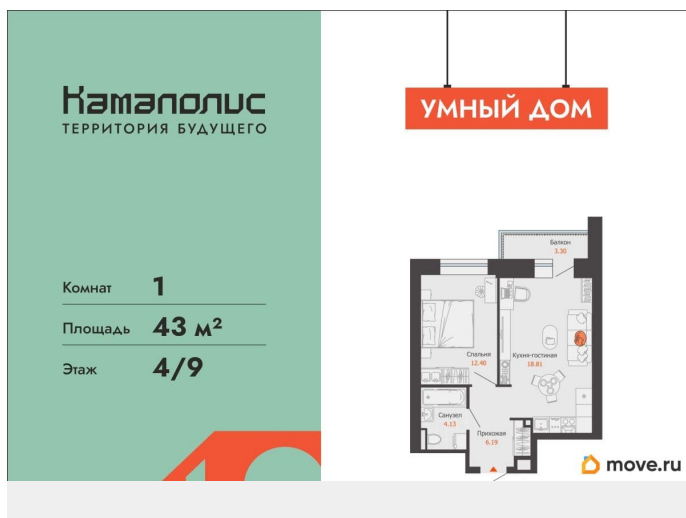 Камаполис
ТЕРРИТОРИЯ БУДУЩЕГО
Комнат 1
Площадь 43 м²
Этаж 4/9
УМНЫЙ ДОМ
Балкон
3.30
Спальня
12.40
Кухня-гостиная
18.81
Санузел
4.13
Прихожая
6.19
move.ru